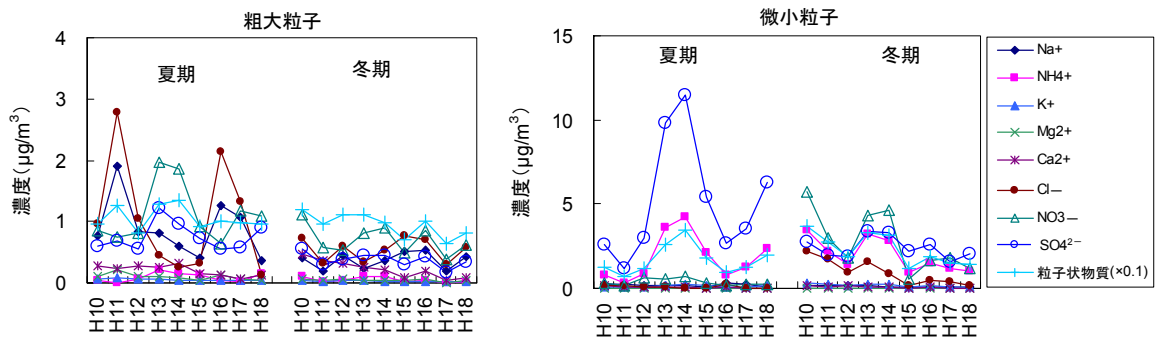 粗大粒子
4
3
2
1
0
濃度(μg/m³)
夏期
冬期
H10 H11 H12 H13 H14 H15 H16 H17 H18
H10 H11 H12 H13 H14 H15 H16 H17 H18
微小粒子
15
10
5
0
濃度(μg/m³)
夏期
冬期
H10 H11 H12 H13 H14 H15 H16 H17 H18
H10 H11 H12 H13 H14 H15 H16 H17 H18
Na+
NH4+
K+
Mg2+
Ca2+
Cl—
NO3—
SO4²⁻
粒子状物質(×0.1)